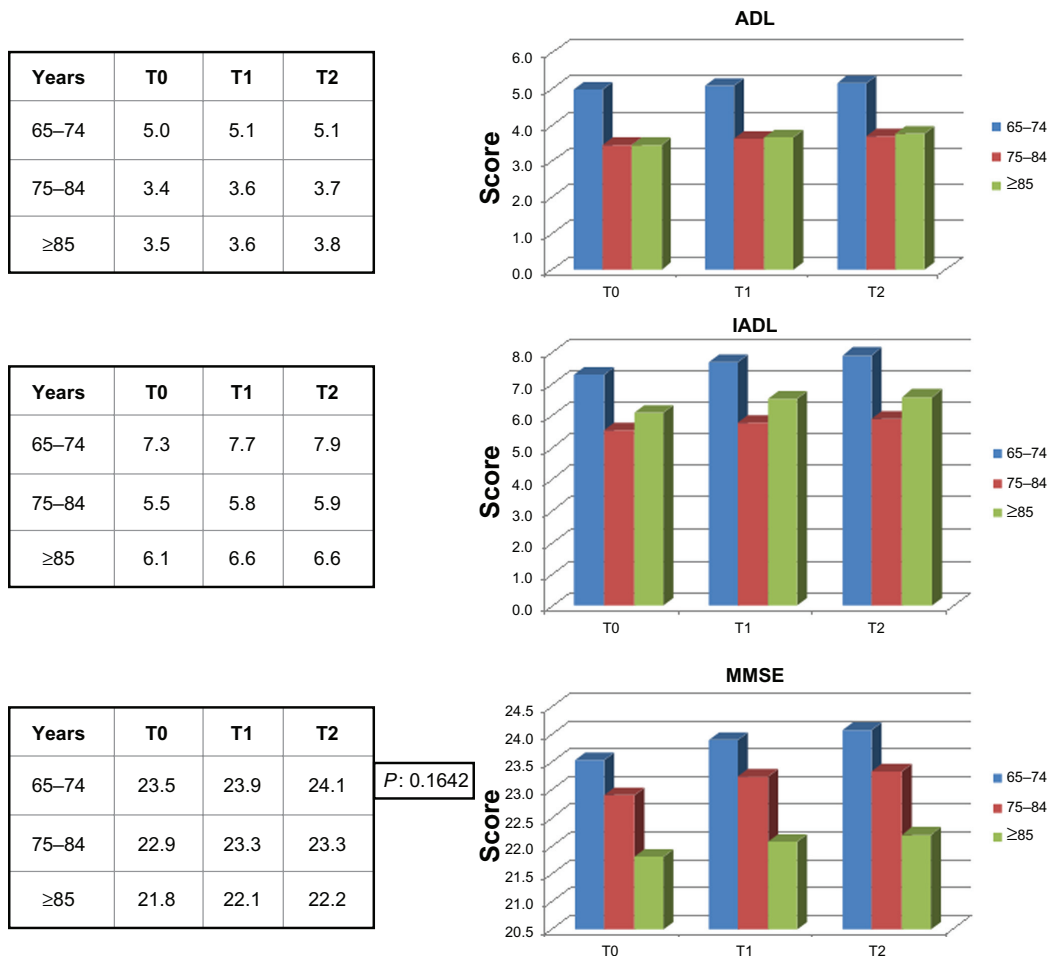 Years T0 T1 T2
65–74 5.0 5.1 5.1
75–84 3.4 3.6 3.7
≥85 3.5 3.6 3.8
ADL
Score
6.0
5.0
4.0
3.0
2.0
1.0
0.0
T0 T1 T2
65–74
75–84
≥85
Years T0 T1 T2
65–74 7.3 7.7 7.9
75–84 5.5 5.8 5.9
≥85 6.1 6.6 6.6
IADL
Score
8.0
7.0
6.0
5.0
4.0
3.0
2.0
1.0
0.0
T0 T1 T2
65–74
75–84
≥85
Years T0 T1 T2
65–74 23.5 23.9 24.1
P: 0.1642
75–84 22.9 23.3 23.3
≥85 21.8 22.1 22.2
MMSE
Score
24.5
24.0
23.5
23.0
22.5
22.0
21.5
21.0
20.5
T0 T1 T2
65–74
75–84
≥85